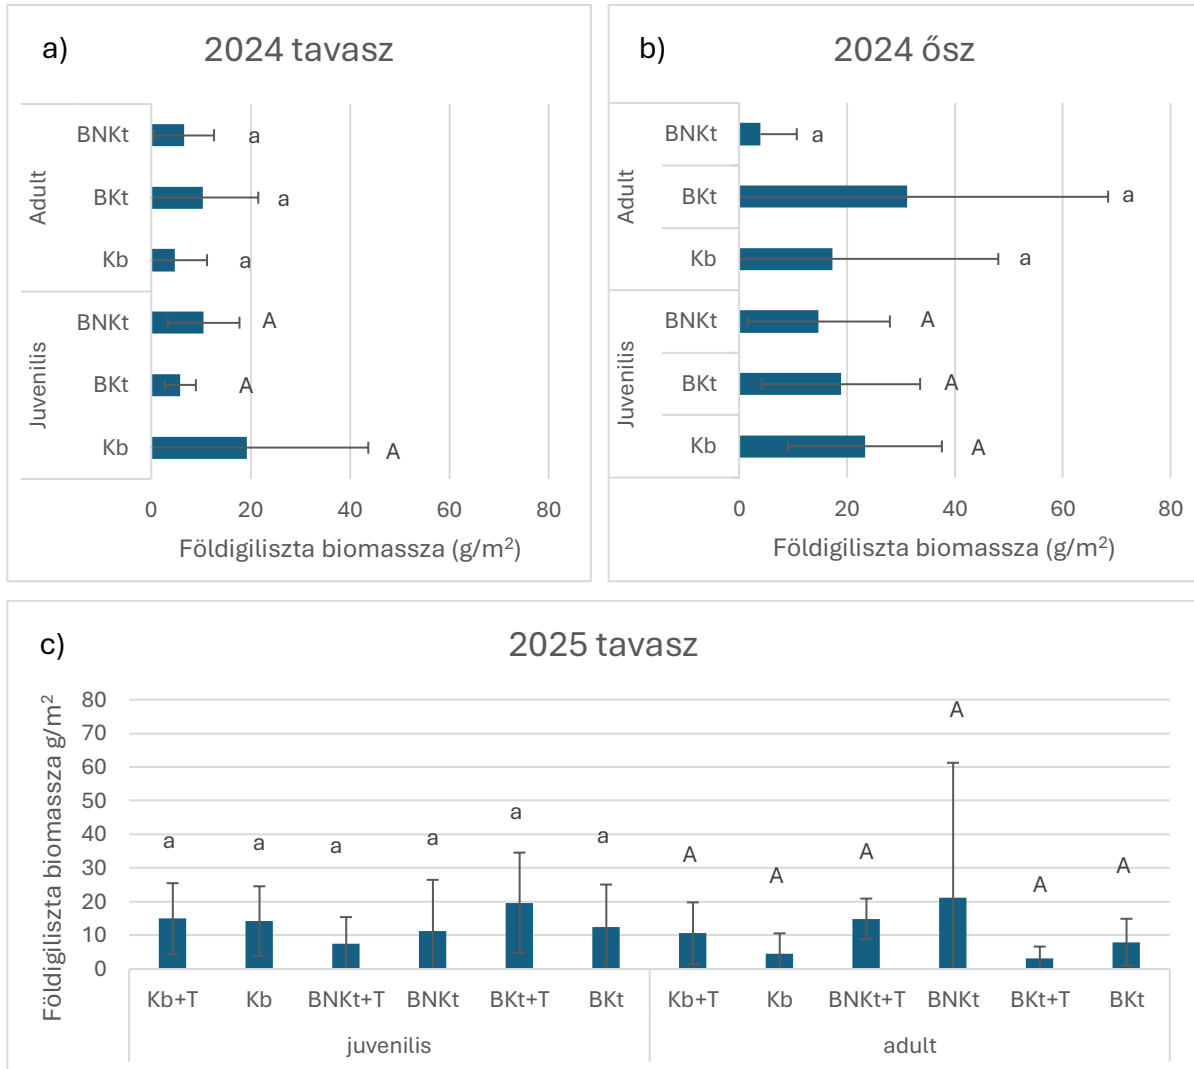 a)
2024 tavasz
Adult
BNKt
a
BKt
a
Kb
a
Juvenilis
BNKt
A
BKt
A
Kb
A
0 20 40 60 80
Földigiliszta biomassza (g/m²)
b)
2024 ősz
Adult
BNKt
a
BKt
a
Kb
a
Juvenilis
BNKt
A
BKt
A
Kb
A
0 20 40 60 80
Földigiliszta biomassza (g/m²)
c)
2025 tavasz
Földigiliszta biomassza g/m²
80
70
60
50
40
30
20
10
0
a a a a a a A A A A A A
Kb+T Kb BNKt+T BNKt BKt+T BKt Kb+T Kb BNKt+T BNKt BKt+T BKt
juvenilis adult